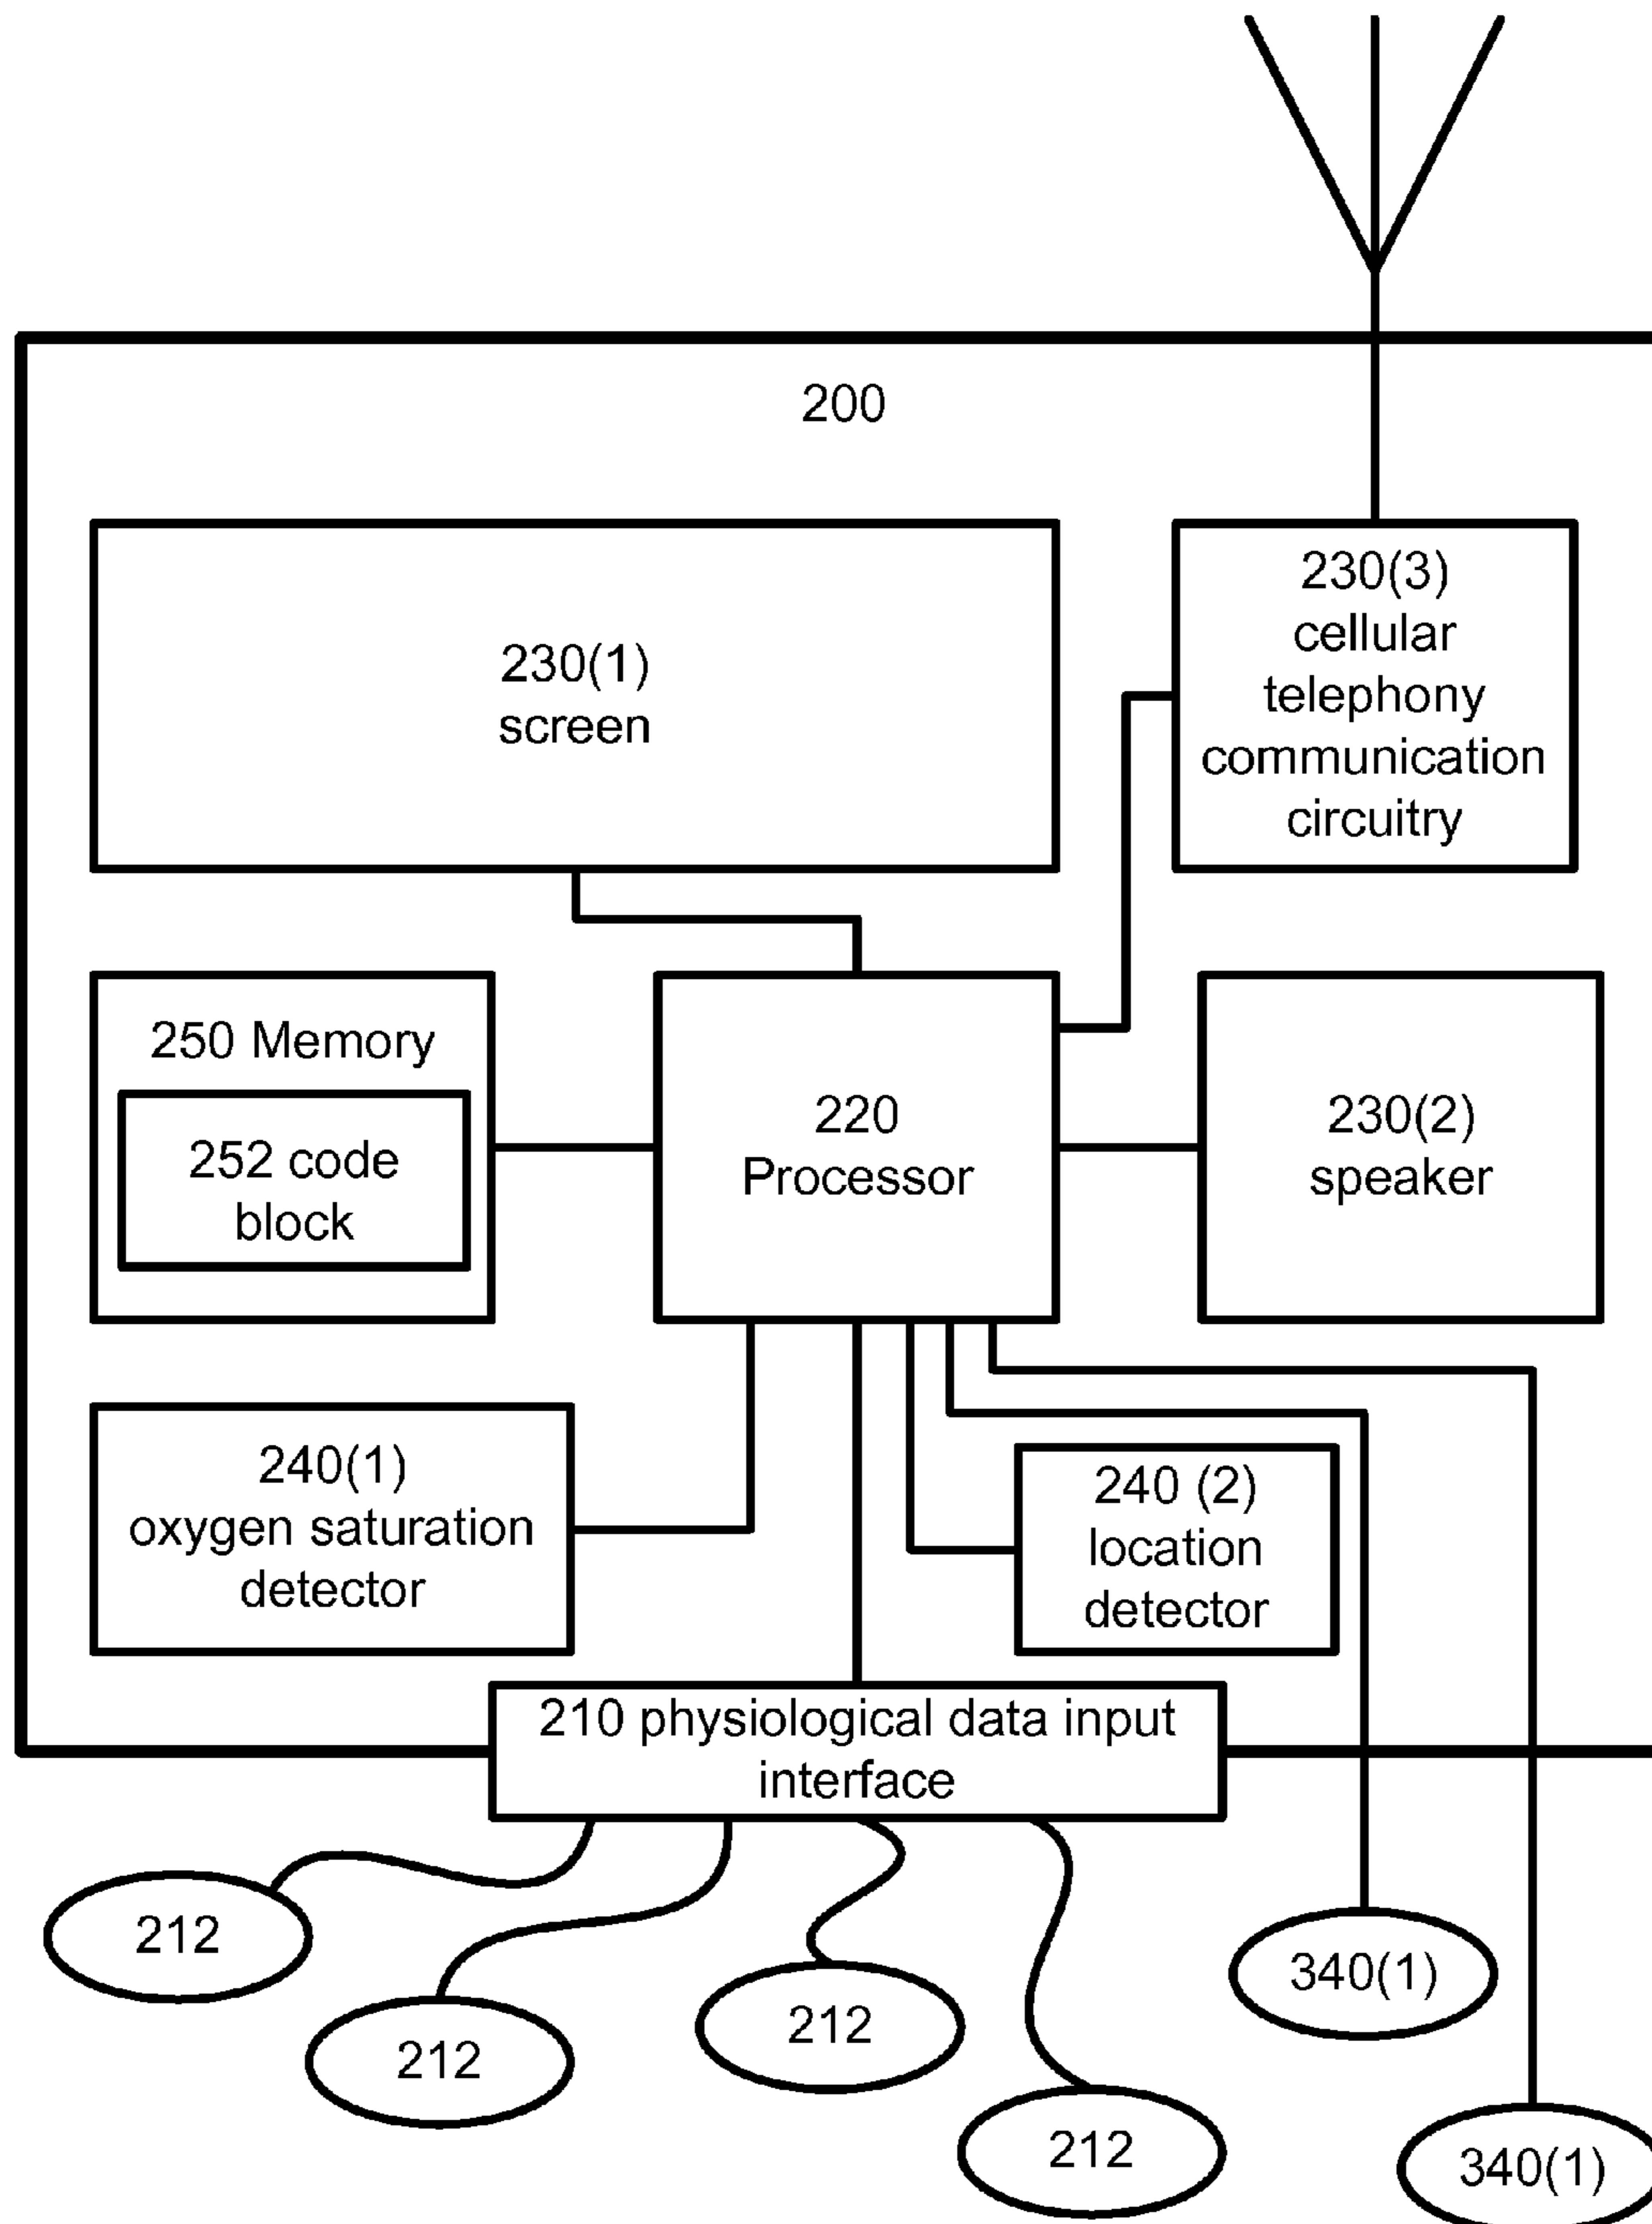 200
230(1)
screen
230(3)
cellular
telephony
communication
circuitry
250 Memory
252 code
block
220
Processor
230(2)
speaker
240(1)
oxygen saturation
detector
240 (2)
location
detector
210 physiological data input
interface
212
212
212
212
340(1)
340(1)